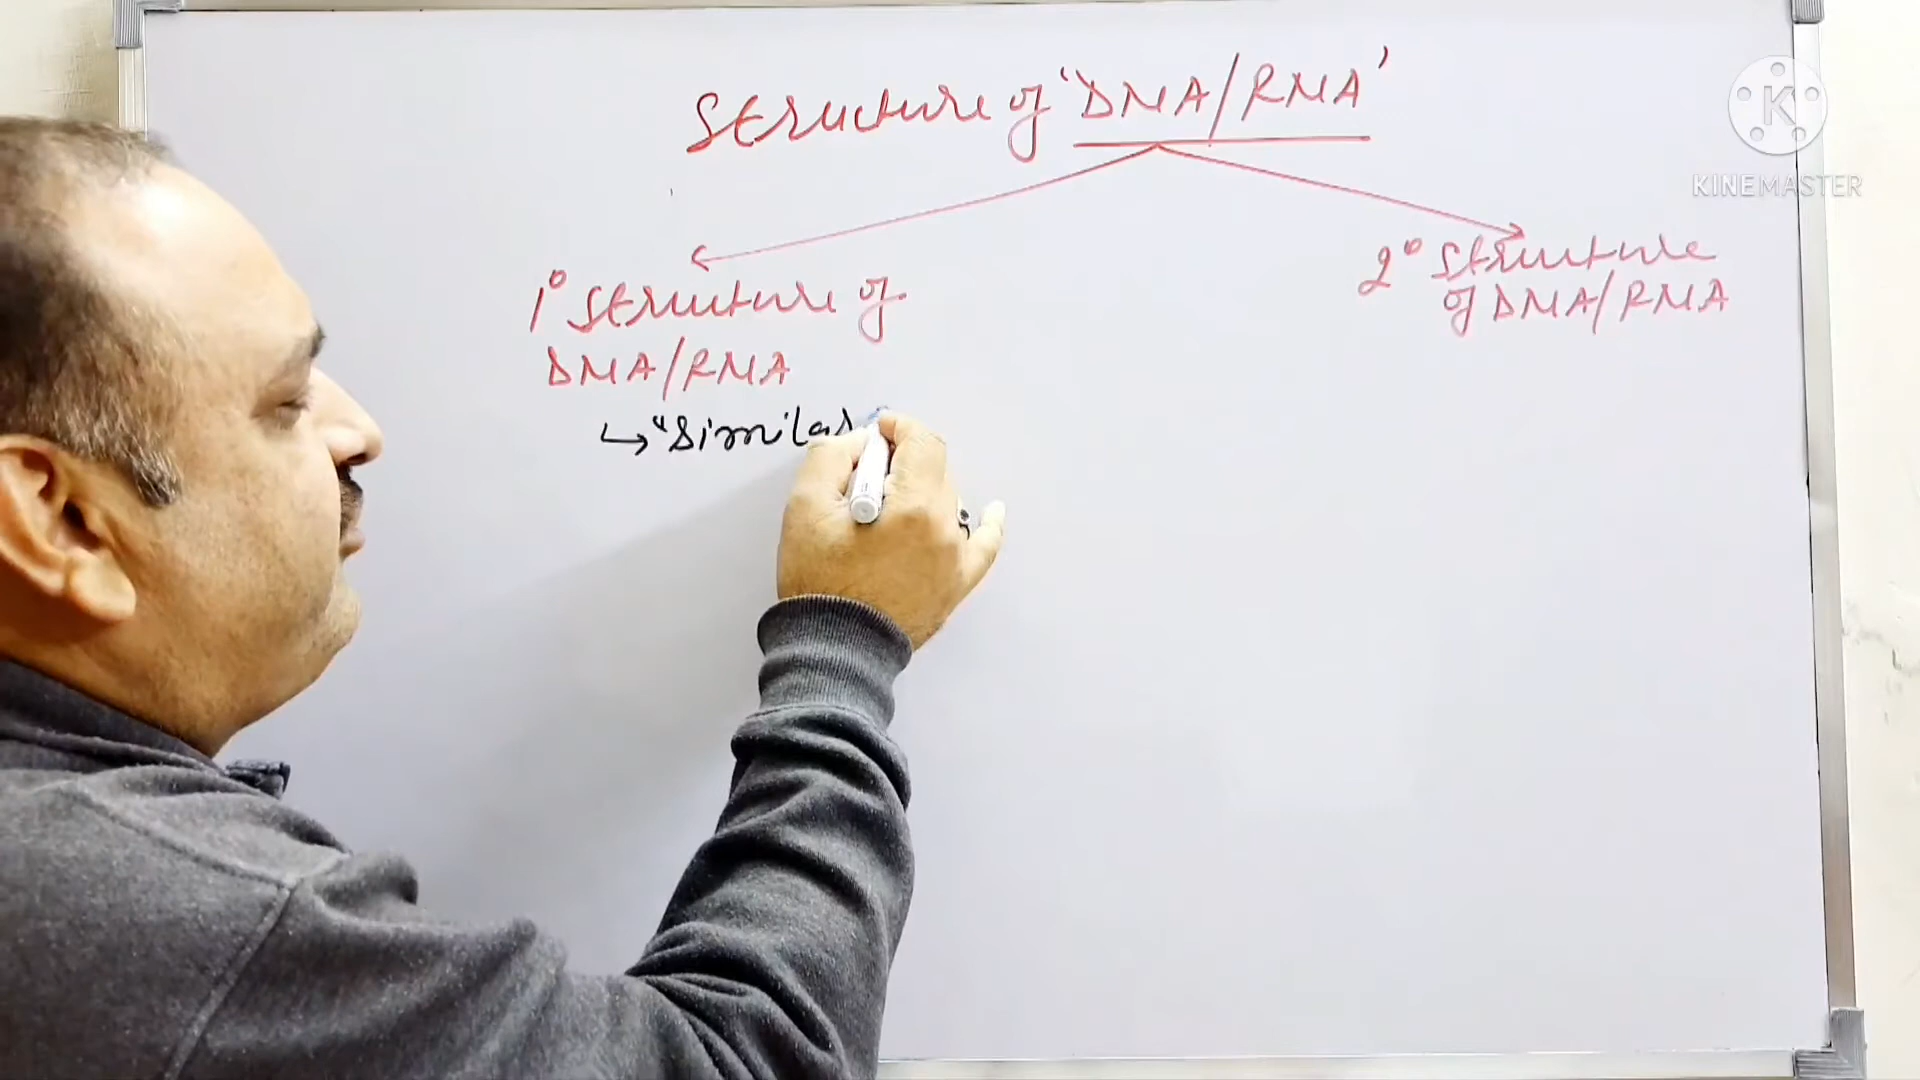 Structure of 'DNA/RNA'
1° Structure of
DNA/RNA
↳ "Similar
2° Structure
of DNA/RNA
K
KINEMASTER